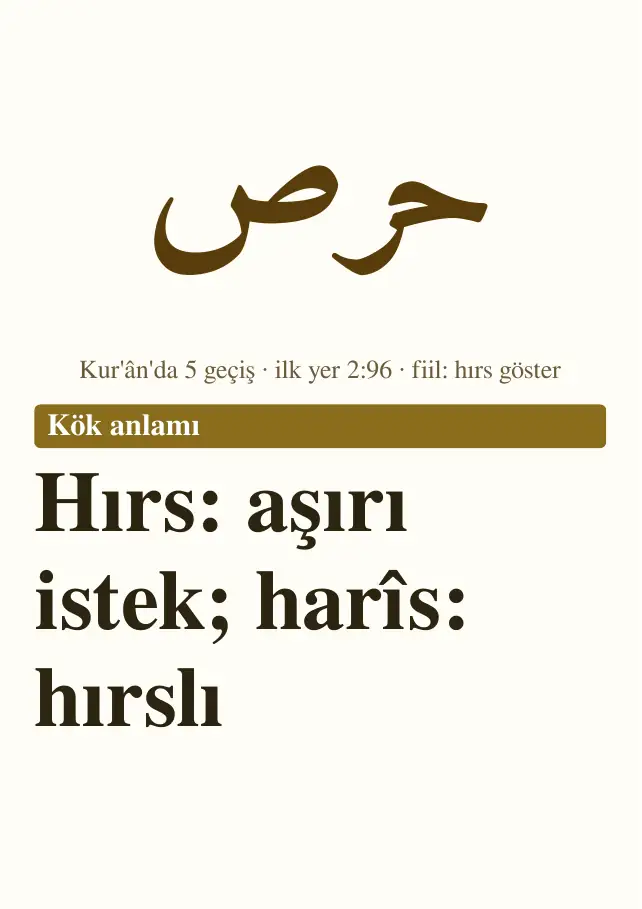 حرص
Kur'ân'da 5 geçiş · ilk yer 2:96 · fiil: hırs göster
Kök anlamı
Hırs: aşırı
istek; harîs:
hırslı